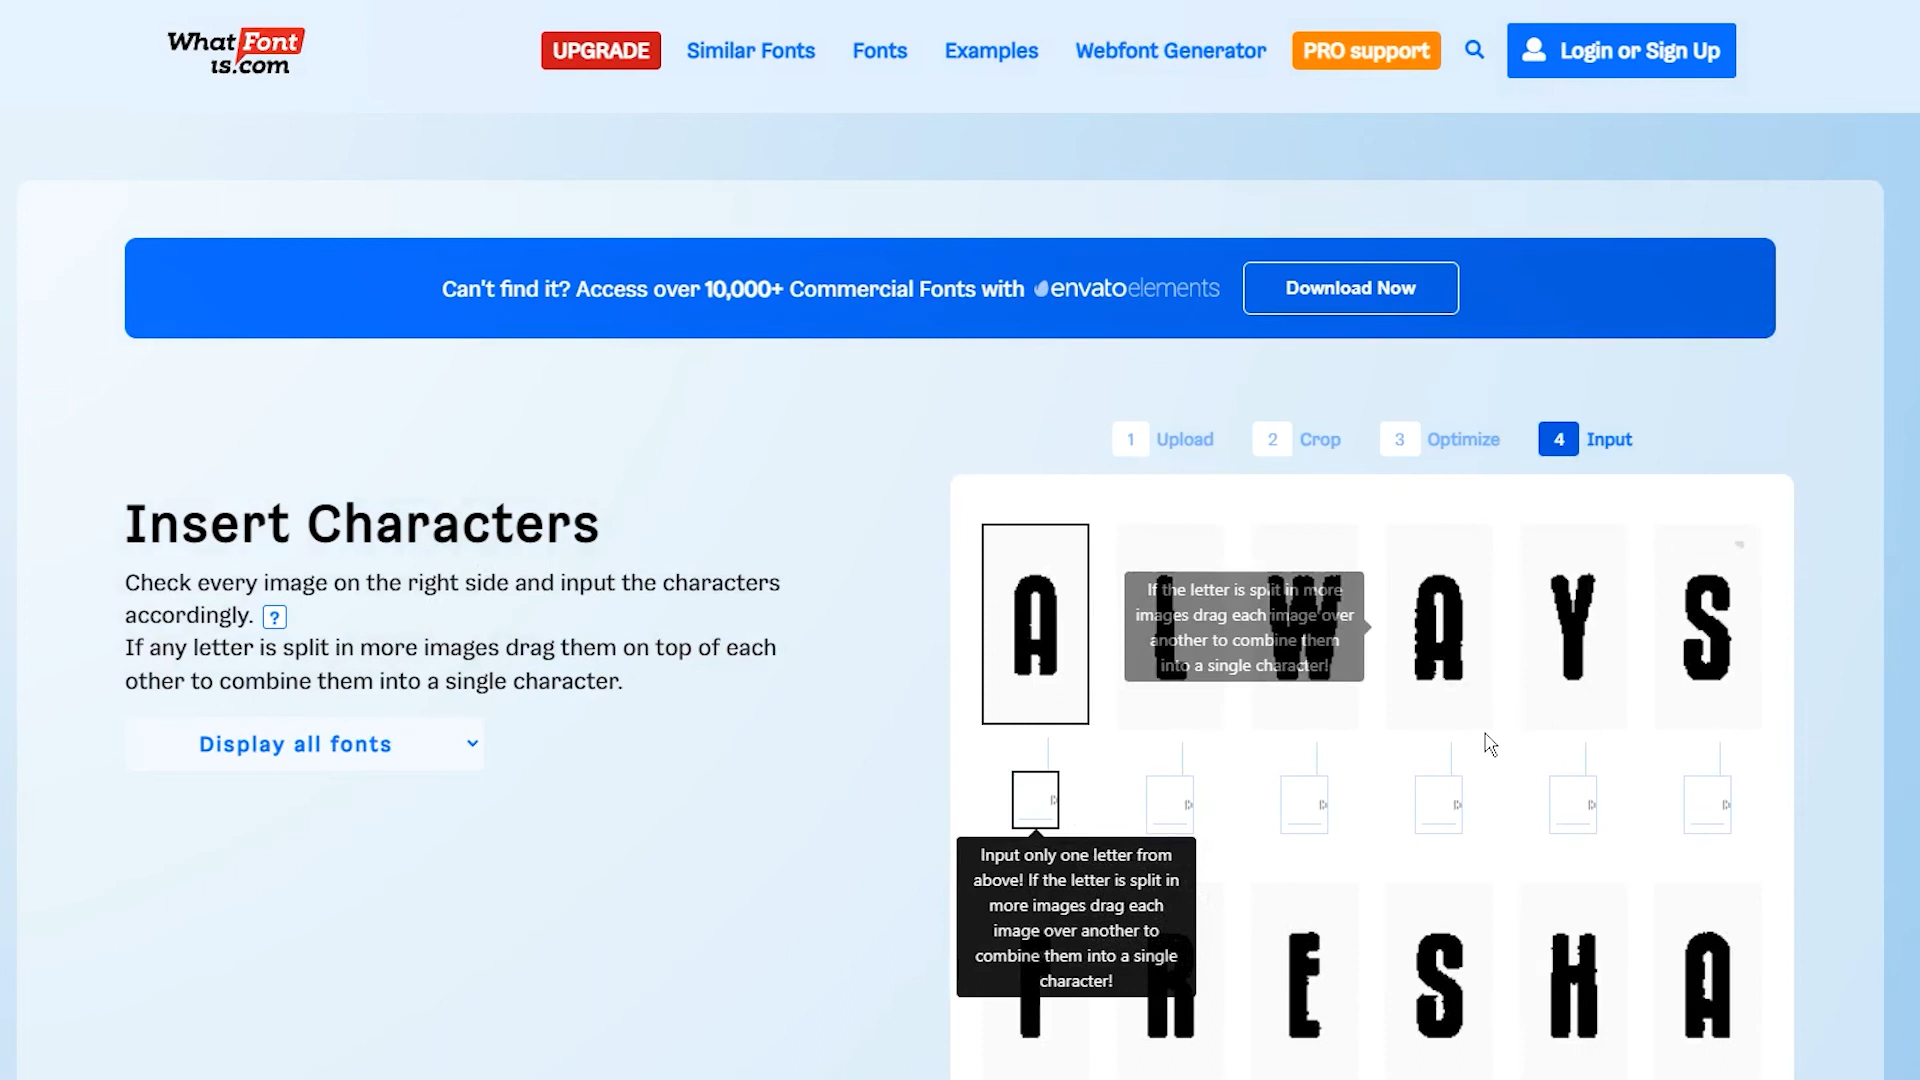 What Font is.com
UPGRADE
Similar Fonts
Fonts
Examples
Webfont Generator
PRO support
Login or Sign Up
Can't find it? Access over 10,000+ Commercial Fonts with envatoelements
Download Now
1 Upload
2 Crop
3 Optimize
4 Input
Insert Characters
Check every image on the right side and input the characters
accordingly. ?
If any letter is split in more images drag them on top of each
other to combine them into a single character.
Display all fonts
A L W A Y S
If the letter is split in more
images drag each image over
another to combine them
into a single character!
Input only one letter from
above! If the letter is split in
more images drag each
image over another to
combine them into a single
character!
R E S H A